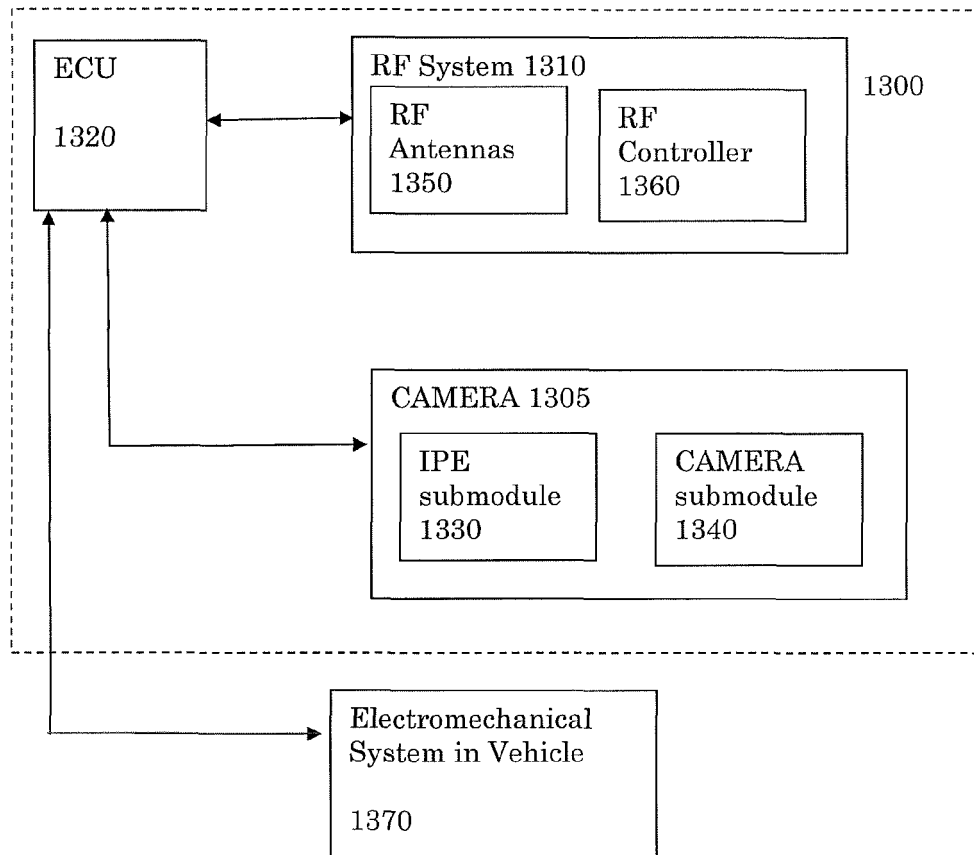 ECU
1320
RF System 1310
RF
Antennas
1350
RF
Controller
1360
1300
CAMERA 1305
IPE
submodule
1330
CAMERA
submodule
1340
Electromechanical
System in Vehicle
1370